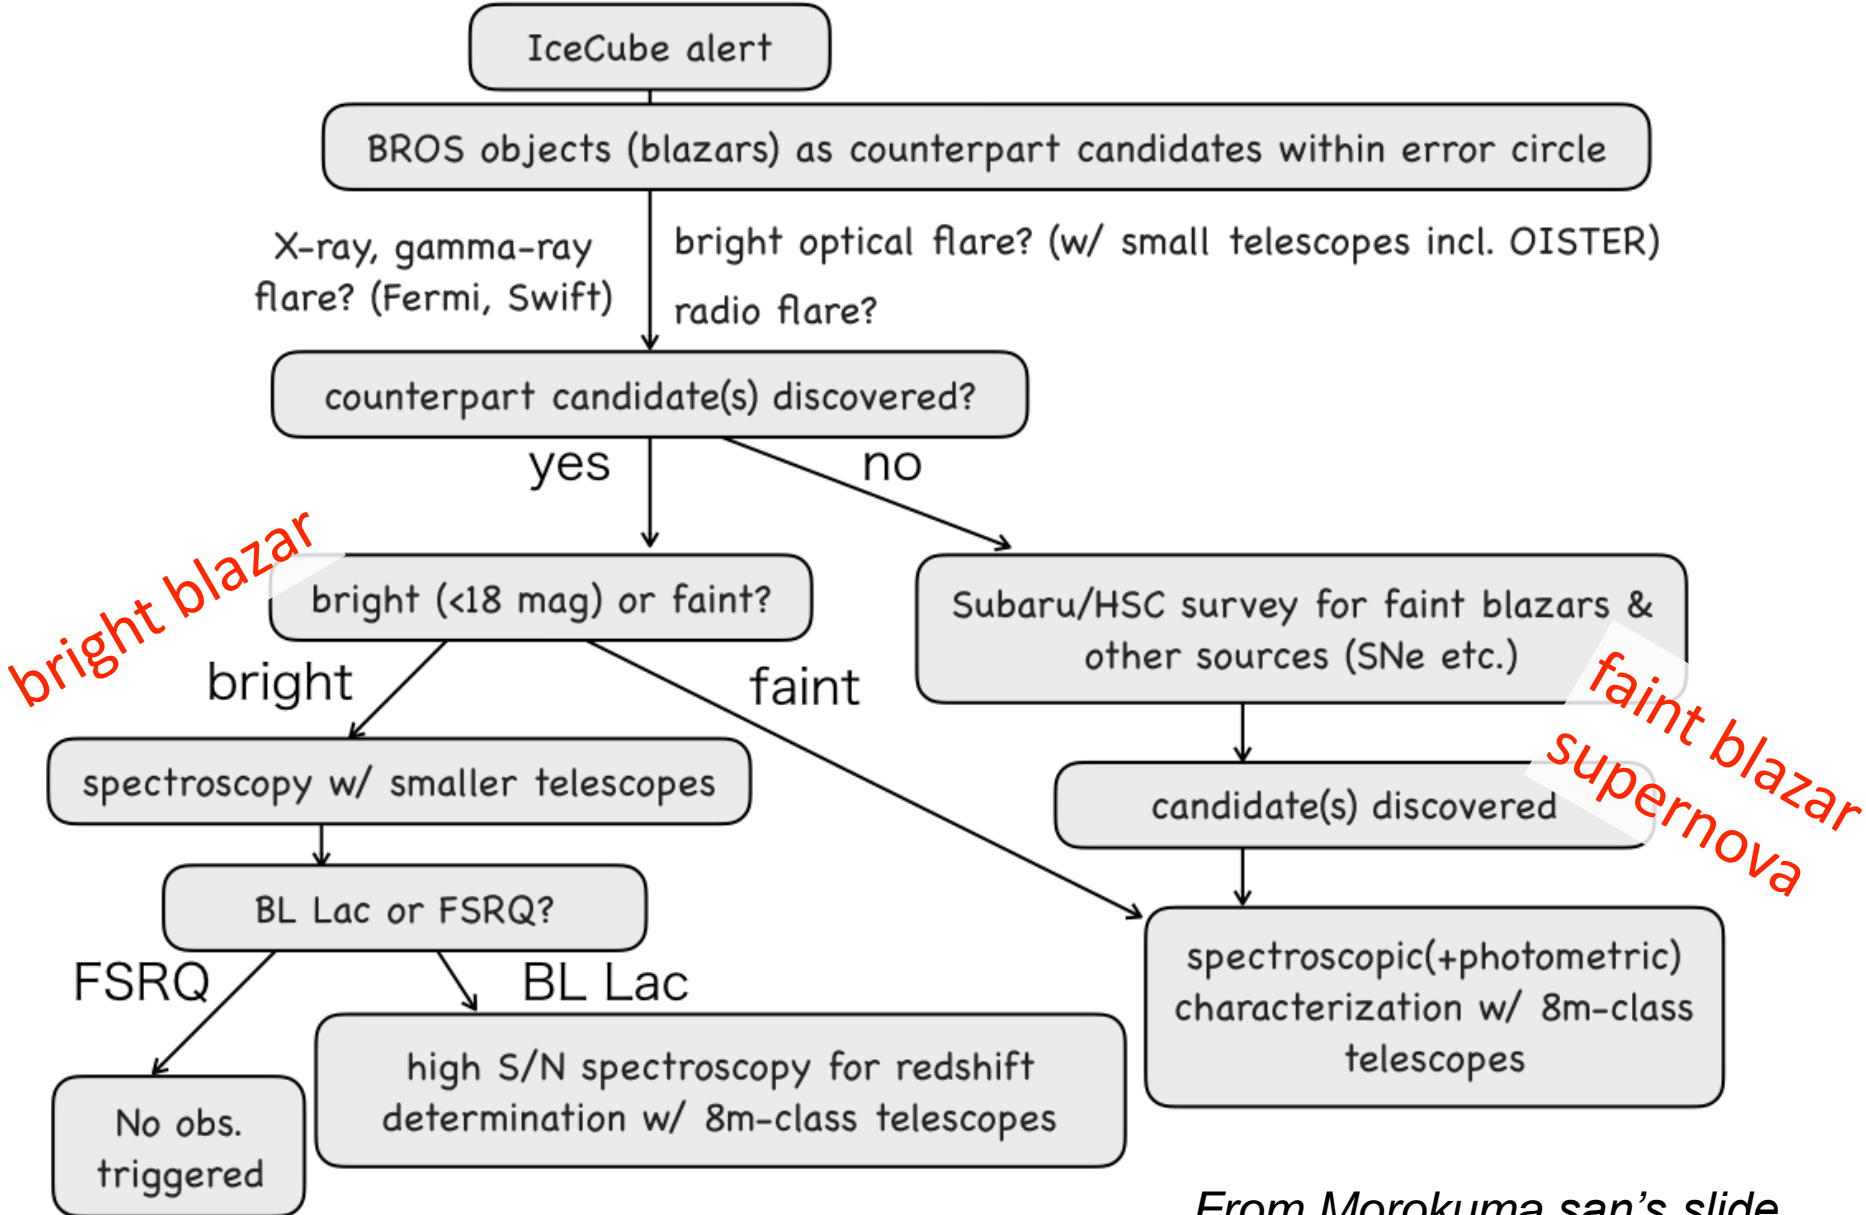 IceCube alert
BROS objects (blazars) as counterpart candidates within error circle
X-ray, gamma-ray
flare? (Fermi, Swift)
bright optical flare? (w/ small telescopes incl. OISTER)
radio flare?
counterpart candidate(s) discovered?
yes
no
bright blazar
bright (<18 mag) or faint?
Subaru/HSC survey for faint blazars &
other sources (SNe etc.)
bright
faint
faint blazar
supernova
spectroscopy w/ smaller telescopes
candidate(s) discovered
BL Lac or FSRQ?
FSRQ
BL Lac
spectroscopic(+photometric)
characterization w/ 8m-class
telescopes
high S/N spectroscopy for redshift
determination w/ 8m-class telescopes
No obs.
triggered
From Morokuma san's slide